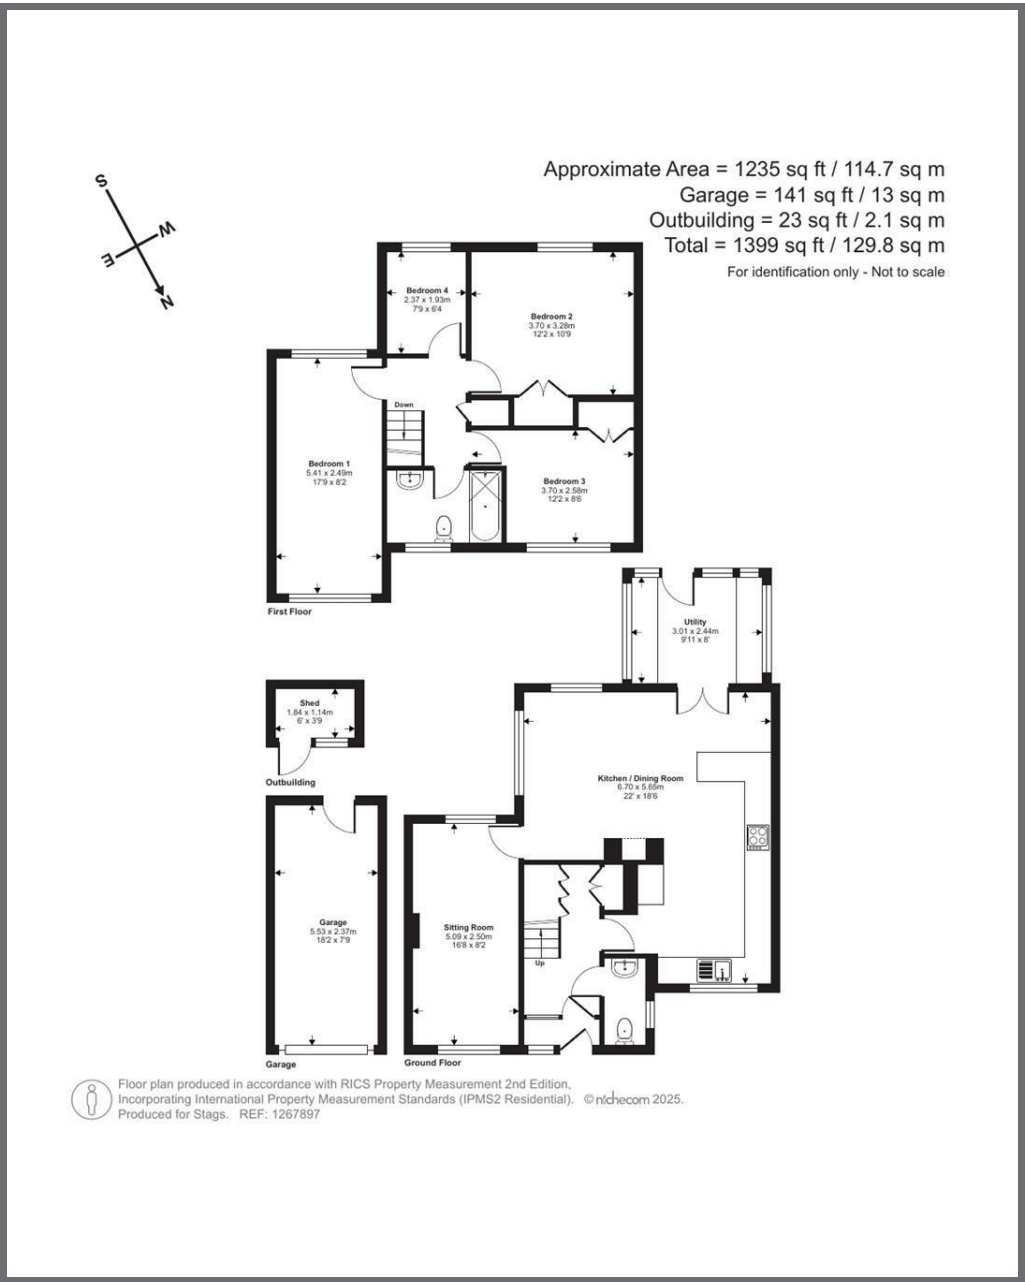 S
W
E
N
Approximate Area = 1235 sq ft / 114.7 sq m
Garage = 141 sq ft / 13 sq m
Outbuilding = 23 sq ft / 2.1 sq m
Total = 1399 sq ft / 129.8 sq m
For identification only - Not to scale
Bedroom 4
2.37 x 1.93m
7'9 x 6'4
Bedroom 2
3.70 x 3.28m
12'2 x 10'9
Down
Bedroom 1
5.41 x 2.49m
17'9 x 8'2
Bedroom 3
3.70 x 2.58m
12'2 x 8'6
First Floor
Utility
3.01 x 2.44m
9'11 x 8'
Shed
1.84 x 1.14m
6' x 3'9
Outbuilding
Kitchen / Dining Room
6.70 x 5.65m
22' x 18'6
Garage
5.53 x 2.37m
18'2 x 7'9
Sitting Room
5.09 x 2.50m
16'8 x 8'2
Up
Garage
Ground Floor
Floor plan produced in accordance with RICS Property Measurement 2nd Edition,
Incorporating International Property Measurement Standards (IPMS2 Residential). © nichecom 2025.
Produced for Stags. REF: 1267897